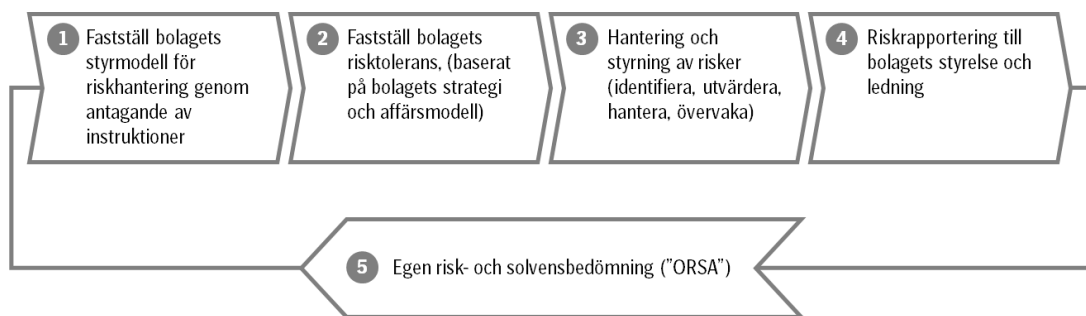 1 Fastställ bolagets
styrmodell för
riskhantering genom
antagande av
instruktioner
2 Fastställ bolagets
risktolerans, (baserat
på bolagets strategi
och affärsmodell)
3 Hantering och
styrning av risker
(identifiera, utvärdera,
hantera, övervaka)
4 Riskrapportering till
bolagets styrelse och
ledning
5 Egen risk- och solvensbedömning (”ORSA”)